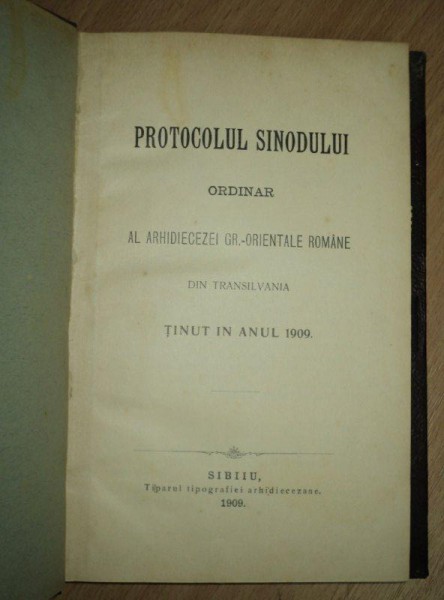 PROTOCOLUL SINODULUI
ORDINAR
AL ARHIDIECEZEI GR.-ORIENTALE ROMÂNE
DIN TRANSILVANIA
ȚINUT IN ANUL 1909.
SIBIIU,
Tiparul tipografiei arhidiecezane.
1909.